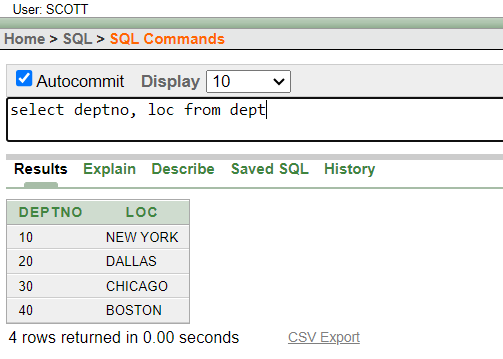 User: SCOTT
Home > SQL > SQL Commands
Autocommit Display 10
select deptno, loc from dept
Results Explain Describe Saved SQL History
DEPTNO LOC
10 NEW YORK
20 DALLAS
30 CHICAGO
40 BOSTON
4 rows returned in 0.00 seconds CSV Export